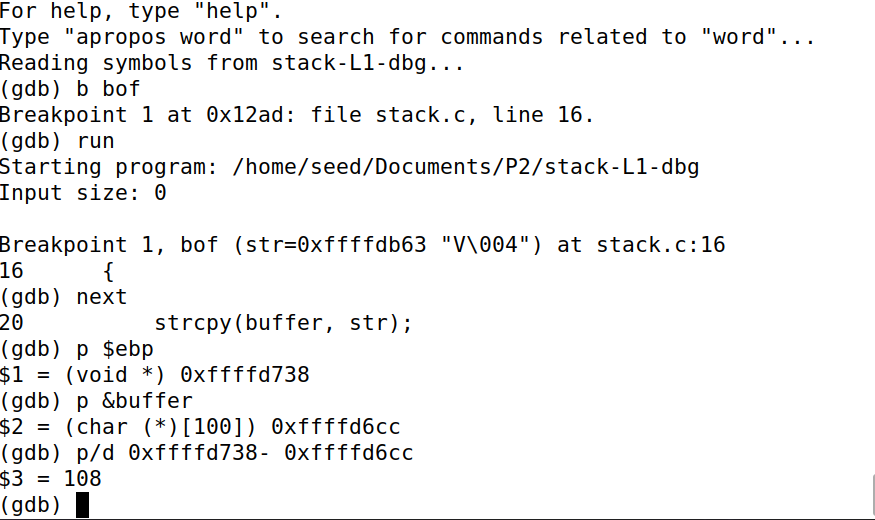 For help, type "help".
Type "apropos word" to search for commands related to "word"...
Reading symbols from stack-L1-dbg...
(gdb) b bof
Breakpoint 1 at 0x12ad: file stack.c, line 16.
(gdb) run
Starting program: /home/seed/Documents/P2/stack-L1-dbg
Input size: 0

Breakpoint 1, bof (str=0xffffdb63 "V\004") at stack.c:16
16      {
(gdb) next
20          strcpy(buffer, str);
(gdb) p $ebp
$1 = (void *) 0xffffd738
(gdb) p &buffer
$2 = (char (*)[100]) 0xffffd6cc
(gdb) p/d 0xffffd738- 0xffffd6cc
$3 = 108
(gdb)